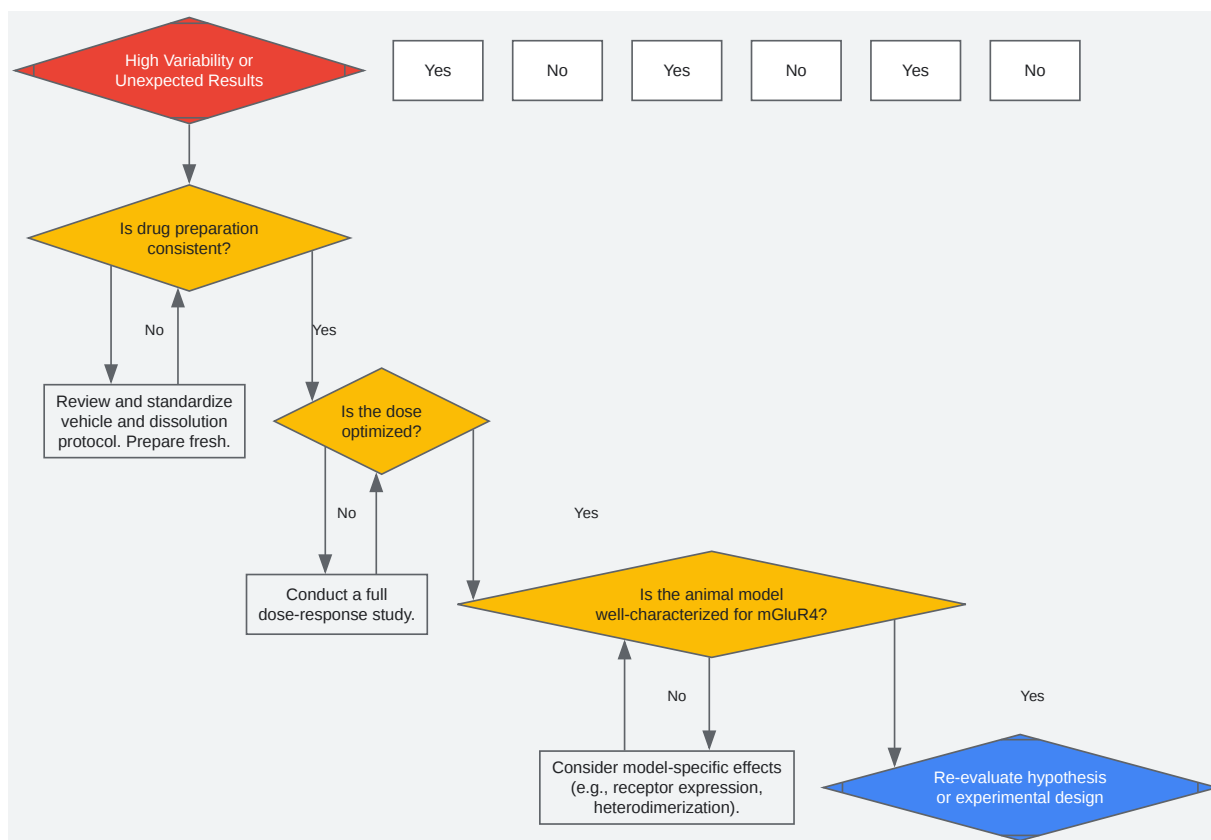 High Variability or
Unexpected Results
Yes
No
Yes
No
Yes
No
Is drug preparation
consistent?
No
Yes
Review and standardize
vehicle and dissolution
protocol. Prepare fresh.
Is the dose
optimized?
No
Yes
Conduct a full
dose-response study.
Is the animal model
well-characterized for mGluR4?
No
Yes
Consider model-specific effects
(e.g., receptor expression,
heterodimerization).
Re-evaluate hypothesis
or experimental design